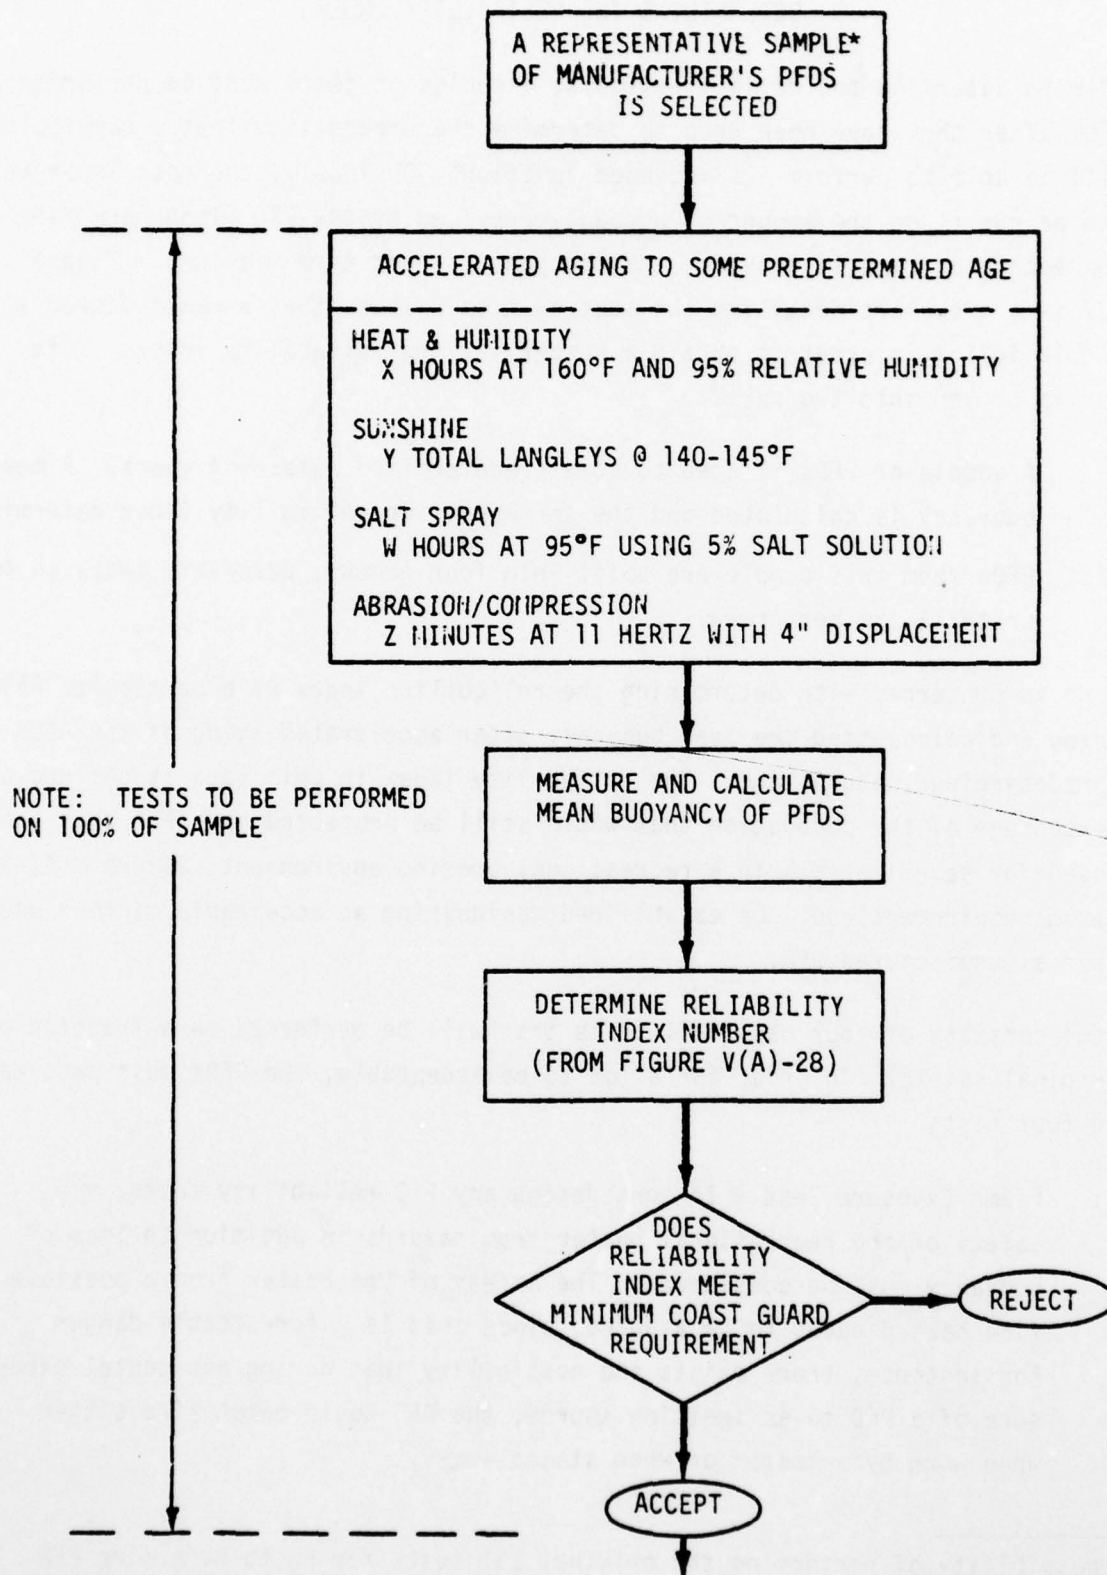 A REPRESENTATIVE SAMPLE*
OF MANUFACTURER'S PFDS
IS SELECTED
ACCELERATED AGING TO SOME PREDETERMINED AGE
HEAT & HUMIDITY
X HOURS AT 160°F AND 95% RELATIVE HUMIDITY
SUNSHINE
Y TOTAL LANGLEYS @ 140-145°F
SALT SPRAY
W HOURS AT 95°F USING 5% SALT SOLUTION
ABRASION/COMPRESSION
Z MINUTES AT 11 HERTZ WITH 4" DISPLACEMENT
NOTE: TESTS TO BE PERFORMED
ON 100% OF SAMPLE
MEASURE AND CALCULATE
MEAN BUOYANCY OF PFDS
DETERMINE RELIABILITY
INDEX NUMBER
(FROM FIGURE V(A)-28)
DOES
RELIABILITY
INDEX MEET
MINIMUM COAST GUARD
REQUIREMENT
REJECT
ACCEPT